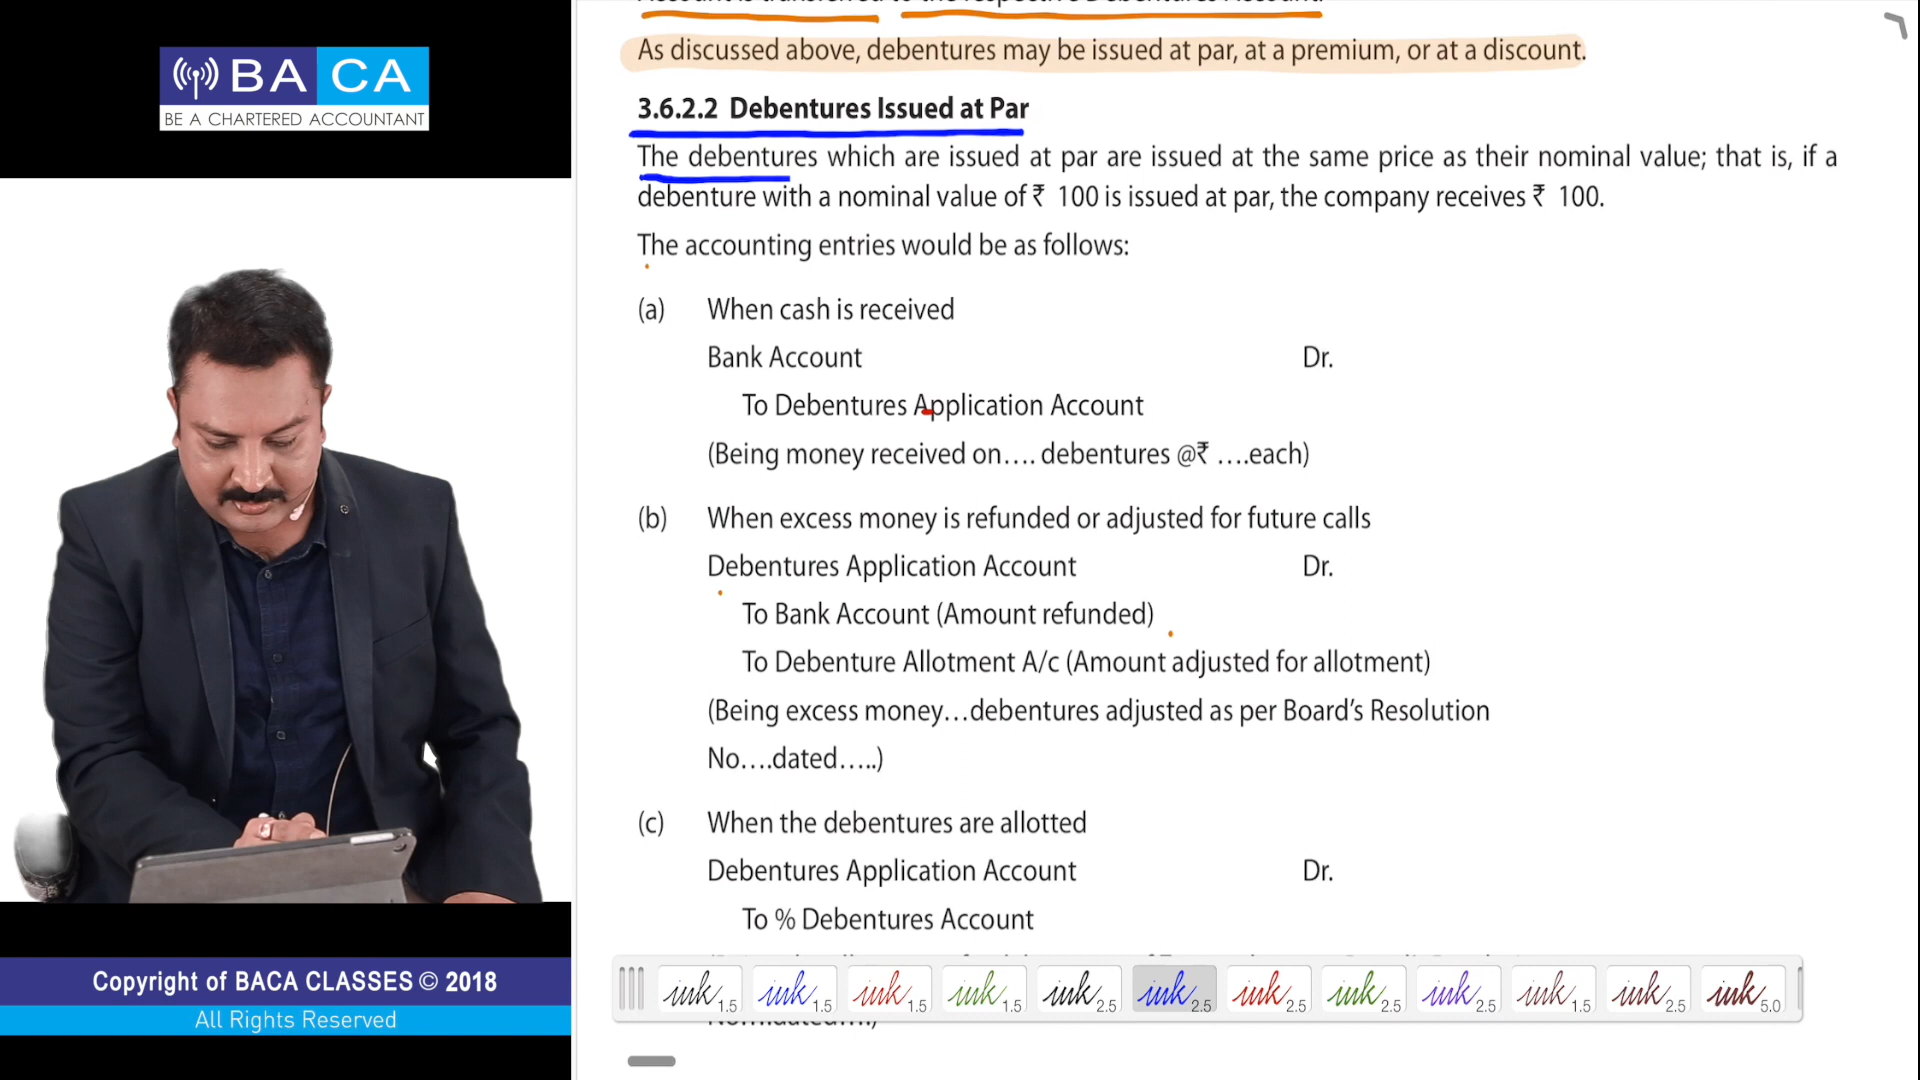 BA CA
BE A CHARTERED ACCOUNTANT
As discussed above, debentures may be issued at par, at a premium, or at a discount.
3.6.2.2 Debentures Issued at Par
The debentures which are issued at par are issued at the same price as their nominal value; that is, if a
debenture with a nominal value of ₹ 100 is issued at par, the company receives ₹ 100.
The accounting entries would be as follows:
(a) When cash is received
Bank Account Dr.
To Debentures Application Account
(Being money received on…. debentures @₹ ….each)
(b) When excess money is refunded or adjusted for future calls
Debentures Application Account Dr.
To Bank Account (Amount refunded)
To Debenture Allotment A/c (Amount adjusted for allotment)
(Being excess money…debentures adjusted as per Board’s Resolution
No….dated…..)
(c) When the debentures are allotted
Debentures Application Account Dr.
To % Debentures Account
ink 1.5 ink 1.5 ink 1.5 ink 1.5 ink 2.5 ink 2.5 ink 2.5 ink 2.5 ink 2.5 ink 1.5 ink 2.5 ink 5.0
Copyright of BACA CLASSES © 2018
All Rights Reserved